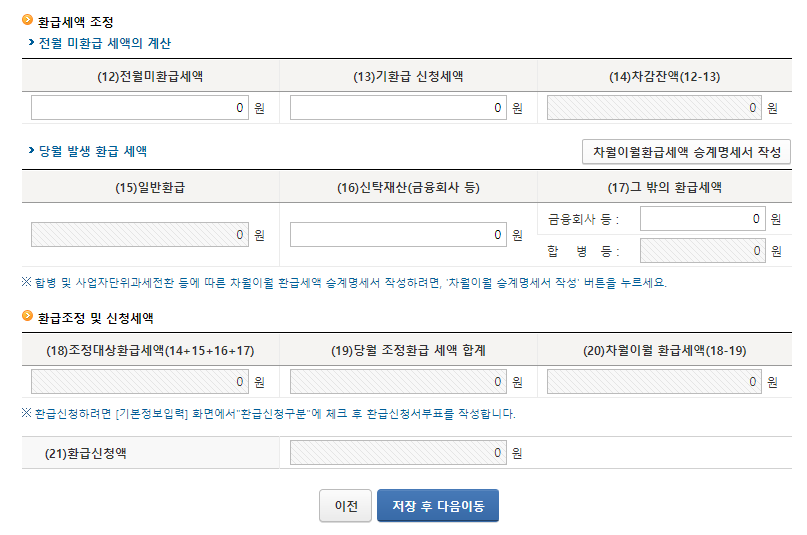 환급세액 조정
전월 미환급 세액의 계산
(12)전월미환급세액 (13)기환급 신청세액 (14)차감잔액(12-13)
0 원 0 원 0 원
당월 발생 환급 세액 차월이월환급세액 승계명세서 작성
(15)일반환급 (16)신탁재산(금융회사 등) (17)그 밖의 환급세액
0 원 0 원 금융회사 등 : 0 원
합 병 등 : 0 원
※ 합병 및 사업자단위과세전환 등에 따른 차월이월 환급세액 승계명세서 작성하려면, '차월이월 승계명세서 작성' 버튼을 누르세요.
환급조정 및 신청세액
(18)조정대상환급세액(14+15+16+17) (19)당월 조정환급 세액 합계 (20)차월이월 환급세액(18-19)
0 원 0 원 0 원
※ 환급신청하려면 [기본정보입력] 화면에서"환급신청구분"에 체크 후 환급신청서부표를 작성합니다.
(21)환급신청액 0 원
이전 저장 후 다음이동